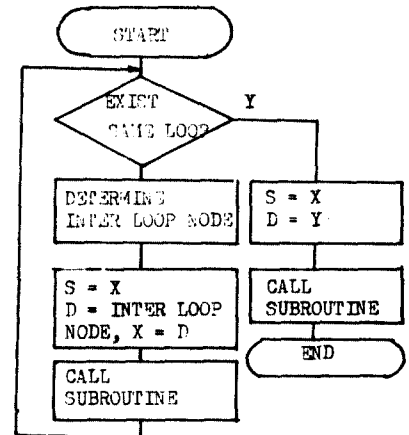 START
EXIST
SAME LOOP
Y
DETERMINE
INTER LOOP NODE
S = X
D = Y
S = X
D = INTER LOOP
NODE, X = D
CALL
SUBROUTINE
CALL
SUBROUTINE
END